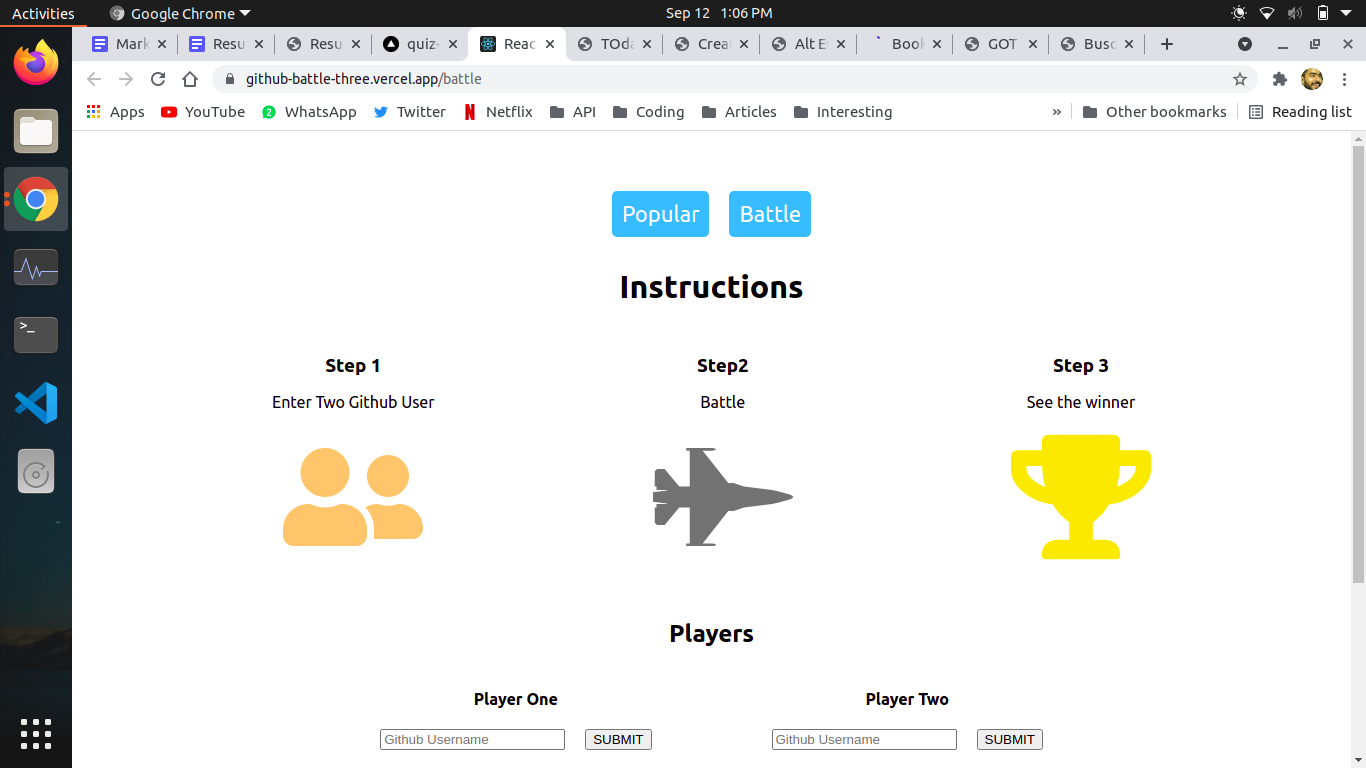 Activities Google Chrome Sep 12 1:06 PM
Mark Resu Resu quiz- Reac TOda Crea Alt E Book GOT Busc
github-battle-three.vercel.app/battle
Apps YouTube 2 WhatsApp Twitter N Netflix API Coding Articles Interesting » Other bookmarks Reading list
Popular Battle
Instructions
Step 1 Step2 Step 3
Enter Two Github User Battle See the winner
Players
Player One Player Two
Github Username SUBMIT Github Username SUBMIT
>_